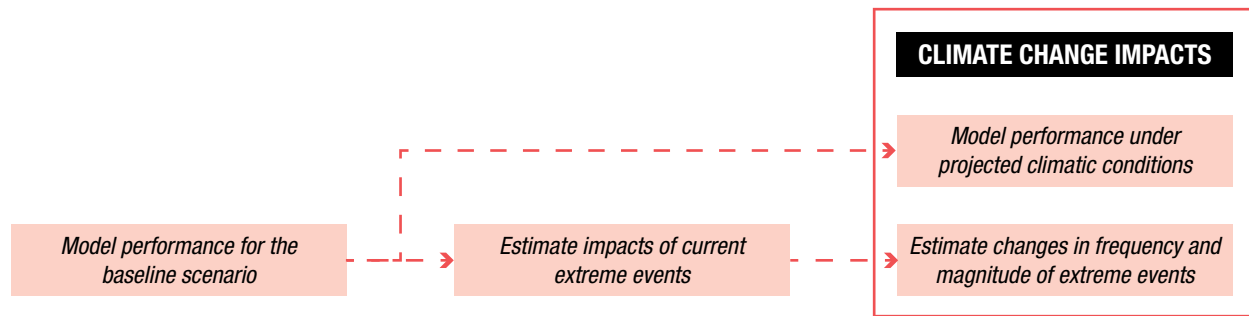 CLIMATE CHANGE IMPACTS
Model performance under
projected climatic conditions
Model performance for the
baseline scenario
Estimate impacts of current
extreme events
Estimate changes in frequency and
magnitude of extreme events